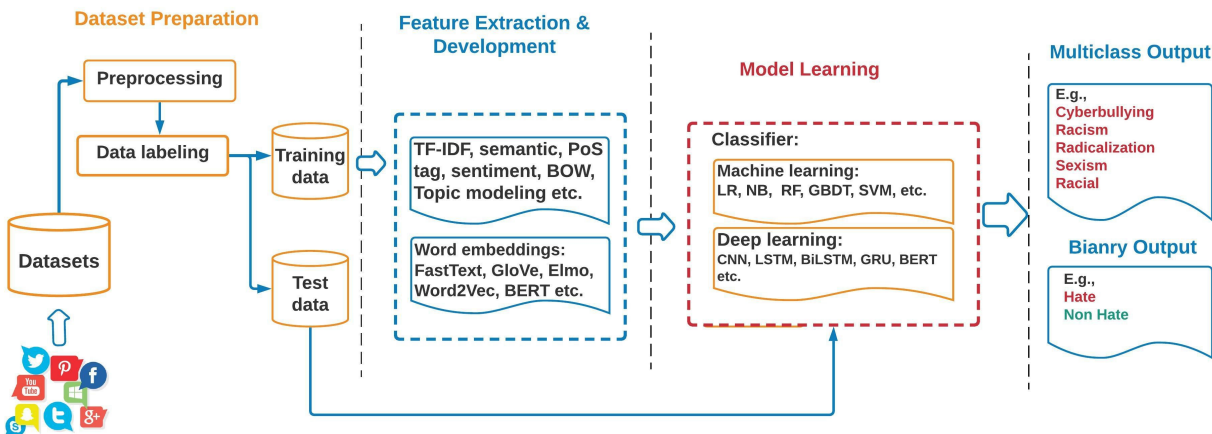 Dataset Preparation
Preprocessing
Data labeling
Datasets
Training
data
Test
data
You
Tube
g+
Feature Extraction &
Development
TF-IDF, semantic, PoS
tag, sentiment, BOW,
Topic modeling etc.
Word embeddings:
FastText, GloVe, Elmo,
Word2Vec, BERT etc.
Model Learning
Classifier:
Machine learning:
LR, NB, RF, GBDT, SVM, etc.
Deep learning:
CNN, LSTM, BiLSTM, GRU, BERT
etc.
Multiclass Output
E.g.,
Cyberbullying
Racism
Radicalization
Sexism
Racial
Bianry Output
E.g.,
Hate
Non Hate